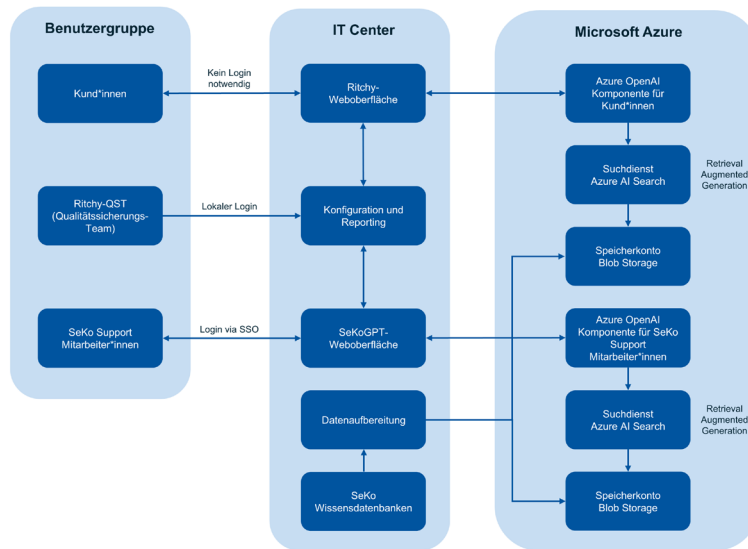 Benutzergruppe
IT Center
Microsoft Azure
Kund*innen
Kein Login
notwendig
Ritchy-
Weboberfläche
Azure OpenAI
Komponente für
Kund*innen
Suchdienst
Azure AI Search
Retrieval
Augmented
Generation
Ritchy-QST
(Qualitätssicherungs-
Team)
Lokaler Login
Konfiguration und
Reporting
Speicherkonto
Blob Storage
SeKo Support
Mitarbeiter*innen
Login via SSO
SeKoGPT-
Weboberfläche
Azure OpenAI
Komponente für SeKo
Support
Mitarbeiter*innen
Datenaufbereitung
Suchdienst
Azure AI Search
Retrieval
Augmented
Generation
SeKo
Wissensdatenbanken
Speicherkonto
Blob Storage